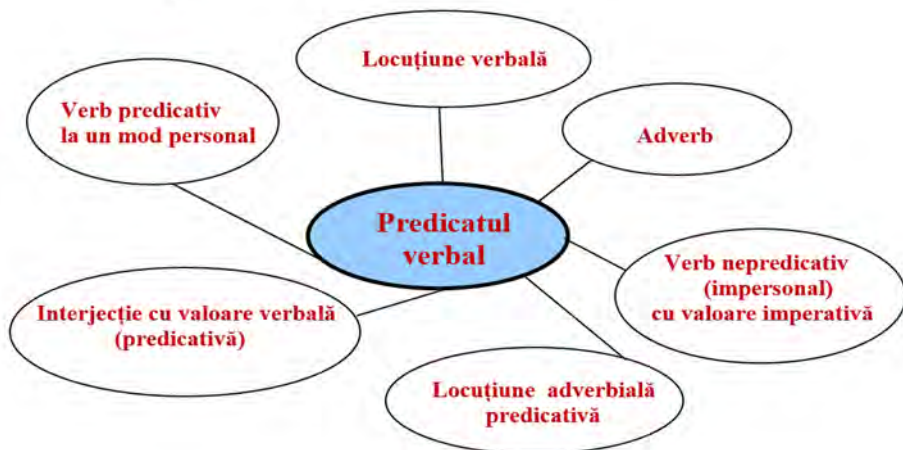 Locuțiune verbală
Verb predicativ
la un mod personal
Adverb
Predicatul
verbal
Verb nepredicativ
(impersonal)
cu valoare imperativă
Interjecție cu valoare verbală
(predicativă)
Locuțiune adverbială
predicativă